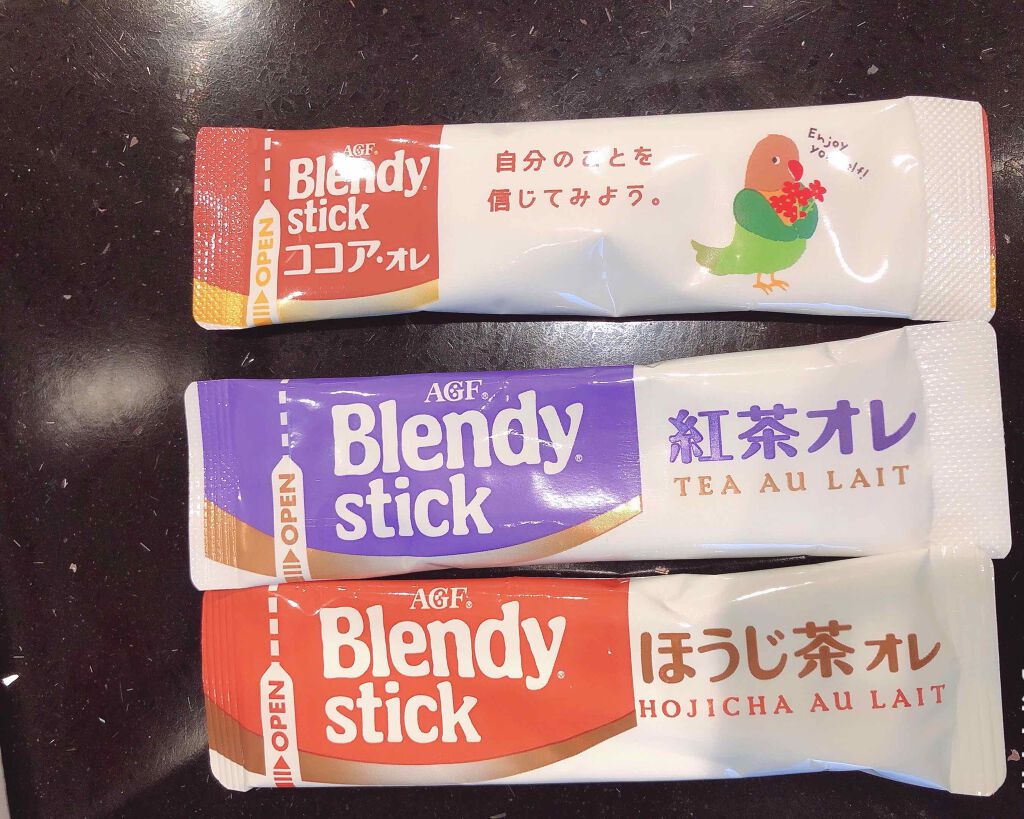 AGF
Blendy
stick
ココア・オレ
OPEN
自分のことを
信じてみよう。
Enjoy
yourself!
AGF
Blendy
stick
OPEN
紅茶オレ
TEA AU LAIT
AGF
Blendy
stick
OPEN
ほうじ茶オレ
HOJICHA AU LAIT